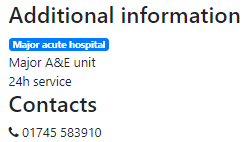 Additional information
Major acute hospital
Major A&E unit
24h service
Contacts
01745 583910